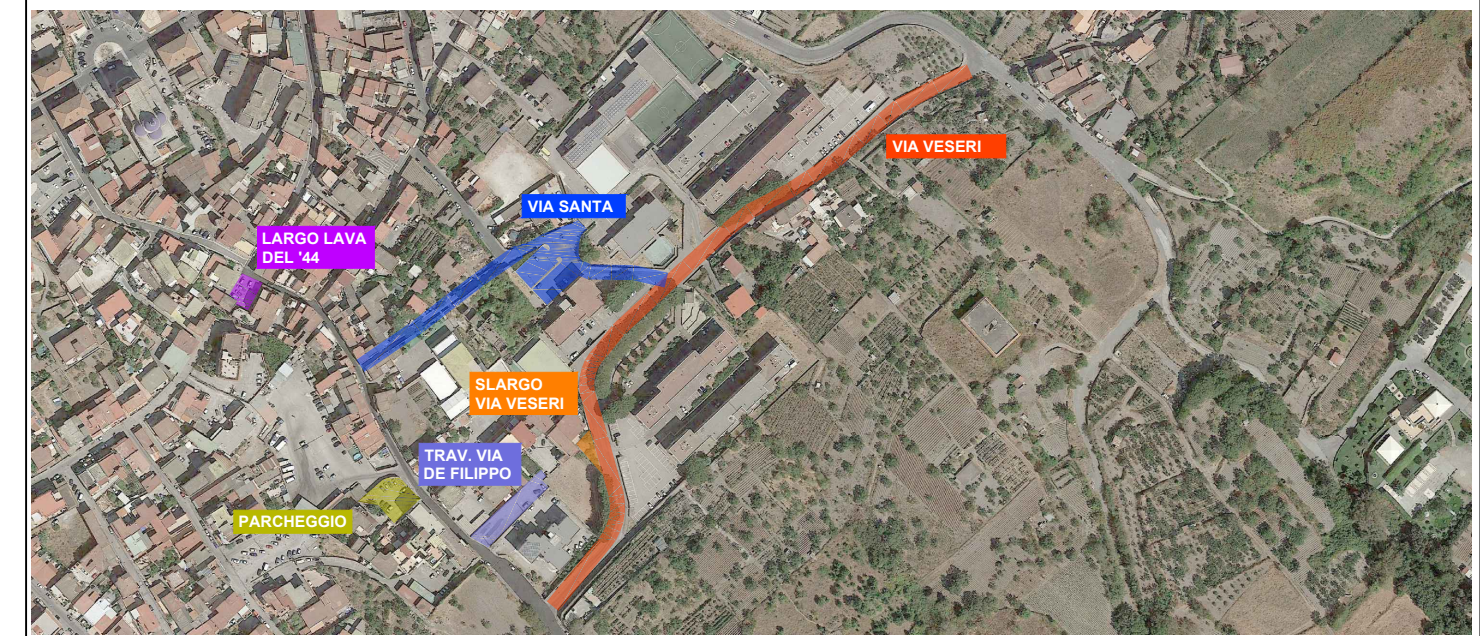 VIA VESERI
VIA SANTA
LARGO LAVA
DEL '44
SLARGO
VIA VESERI
TRAV. VIA
DE FILIPPO
PARCHEGGIO